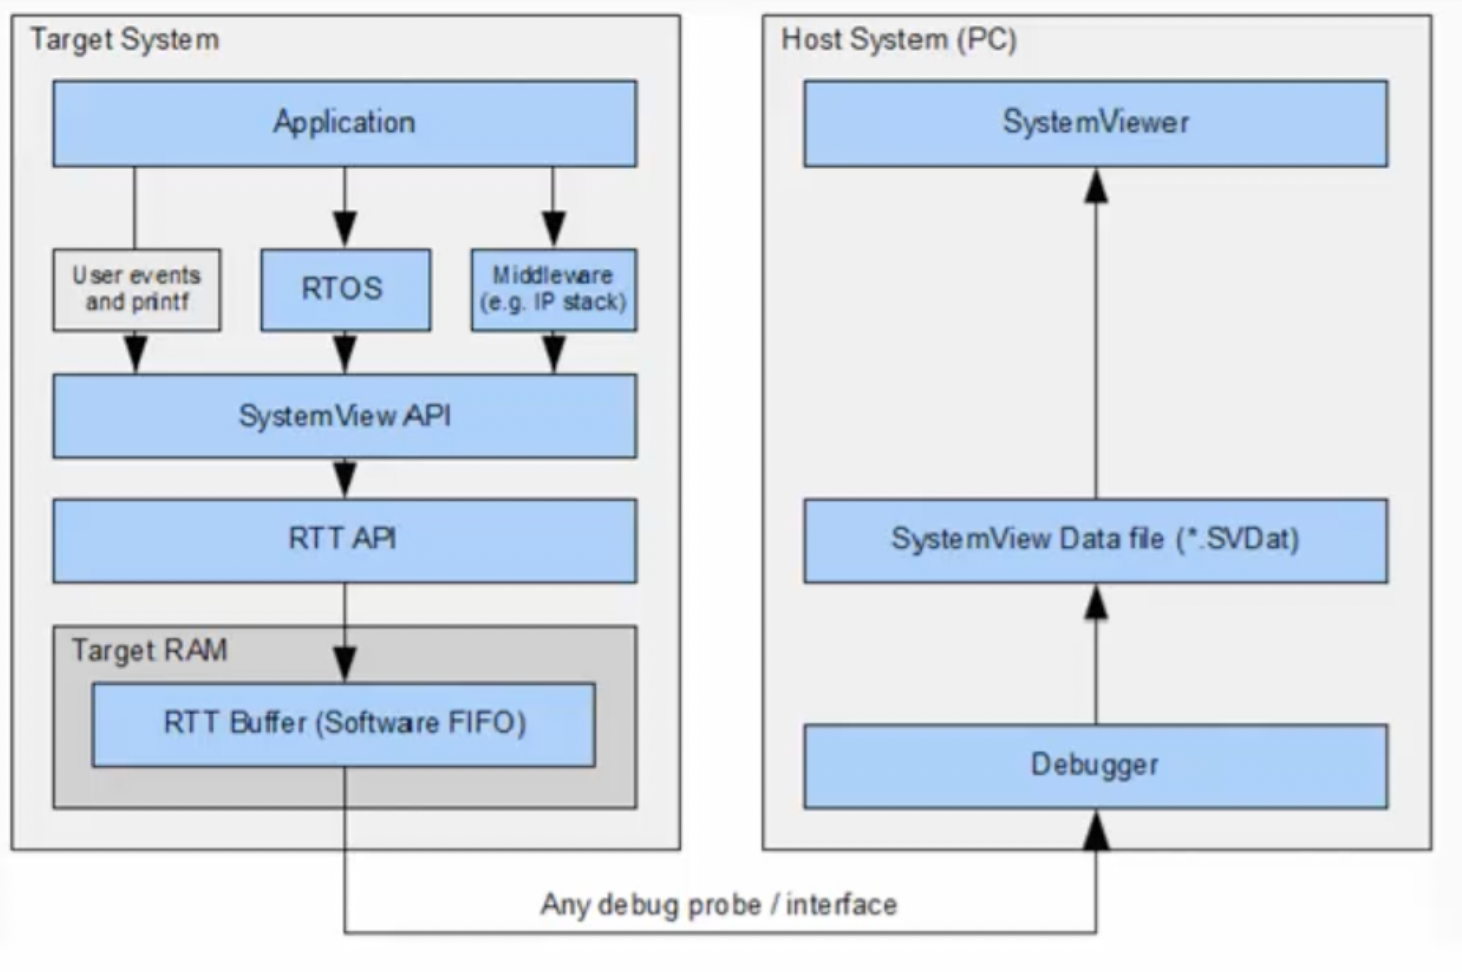 Target System
Application
User events
and printf
RTOS
Middleware
(e.g. IP stack)
SystemView API
RTT API
Target RAM
RTT Buffer (Software FIFO)
Any debug probe / interface
Host System (PC)
SystemViewer
SystemView Data file (*.SVDat)
Debugger